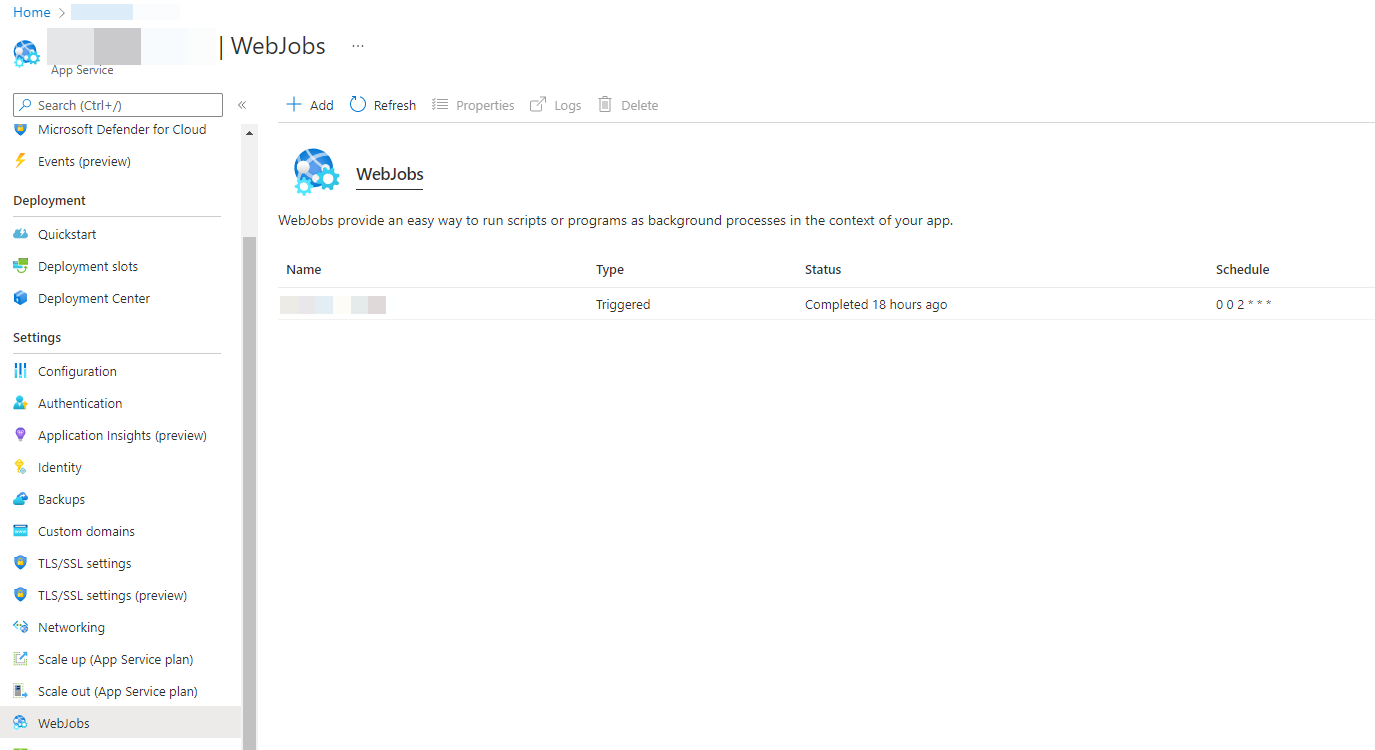 Home >
| WebJobs ...
App Service
Search (Ctrl+/) «
Microsoft Defender for Cloud
Events (preview)
Deployment
Quickstart
Deployment slots
Deployment Center
Settings
Configuration
Authentication
Application Insights (preview)
Identity
Backups
Custom domains
TLS/SSL settings
TLS/SSL settings (preview)
Networking
Scale up (App Service plan)
Scale out (App Service plan)
WebJobs
Add Refresh Properties Logs Delete
WebJobs
WebJobs provide an easy way to run scripts or programs as background processes in the context of your app.
Name Type Status Schedule
Triggered Completed 18 hours ago 0 0 2 * * *